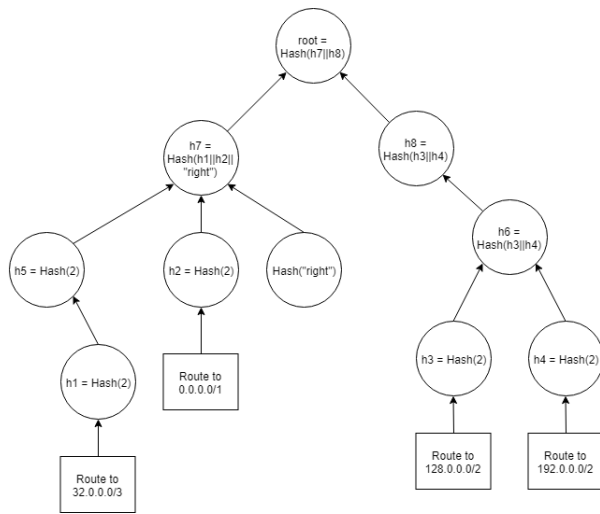 root =
Hash(h7||h8)
h7 =
Hash(h1||h2||
"right")
h8 =
Hash(h3||h4)
h5 = Hash(2)
h2 = Hash(2)
Hash("right")
h6 =
Hash(h3||h4)
h1 = Hash(2)
Route to
0.0.0.0/1
h3 = Hash(2)
h4 = Hash(2)
Route to
32.0.0.0/3
Route to
128.0.0.0/2
Route to
192.0.0.0/2